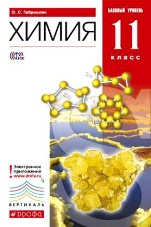 О. С. Габриелян
БАЗОВЫЙ УРОВЕНЬ
ХИМИЯ
11
КЛАСС
Электронное
приложение
www.drofa.ru
ВЕРТИКАЛЬ
дрофа